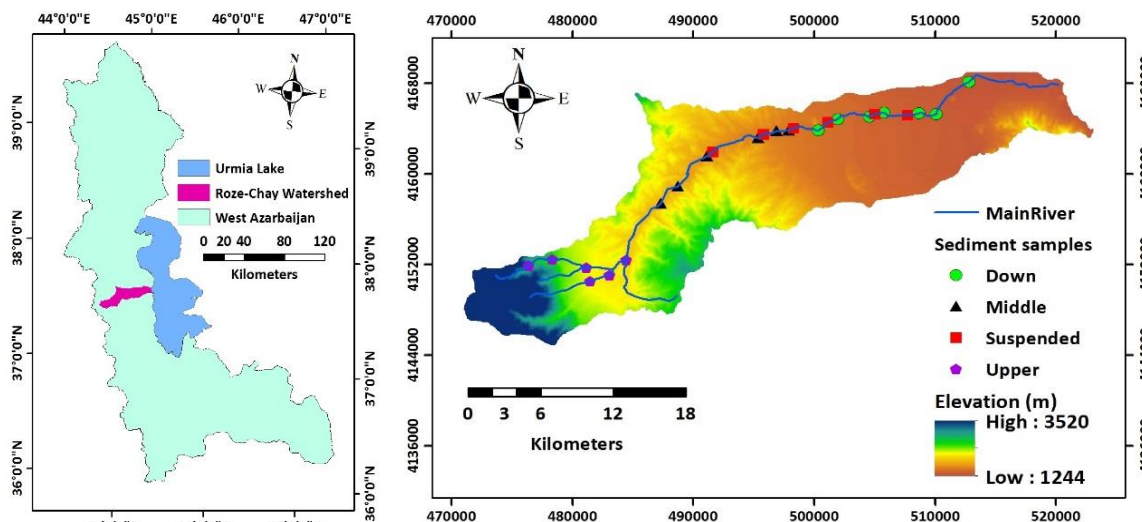 44°0'0"E 45°0'0"E 46°0'0"E 47°0'0"E
39°0'0"N
38°0'0"N
37°0'0"N
36°0'0"N
39°0'0"N
38°0'0"N
37°0'0"N
36°0'0"N
N
W E
S
Urmia Lake
Roze-Chay Watershed
West Azarbaijan
0 20 40 80 120
Kilometers
470000 480000 490000 500000 510000 520000
4168000
4160000
4152000
4144000
4136000
N
W E
S
MainRiver
Sediment samples
Down
Middle
Suspended
Upper
Elevation (m)
High : 3520
Low : 1244
0 3 6 12 18
Kilometers
470000 480000 490000 500000 510000 520000